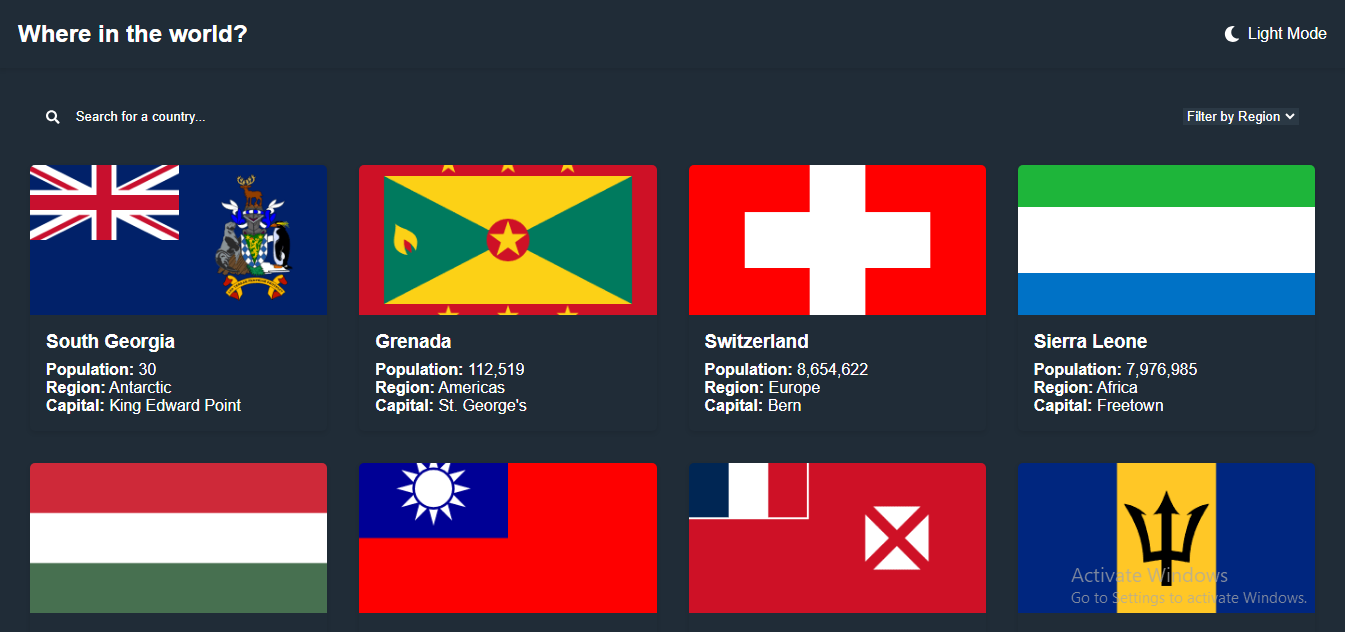 Where in the world?
Light Mode
Search for a country...
Filter by Region
South Georgia
Population: 30
Region: Antarctic
Capital: King Edward Point
Grenada
Population: 112,519
Region: Americas
Capital: St. George's
Switzerland
Population: 8,654,622
Region: Europe
Capital: Bern
Sierra Leone
Population: 7,976,985
Region: Africa
Capital: Freetown
Activate Windows
Go to Settings to activate Windows.